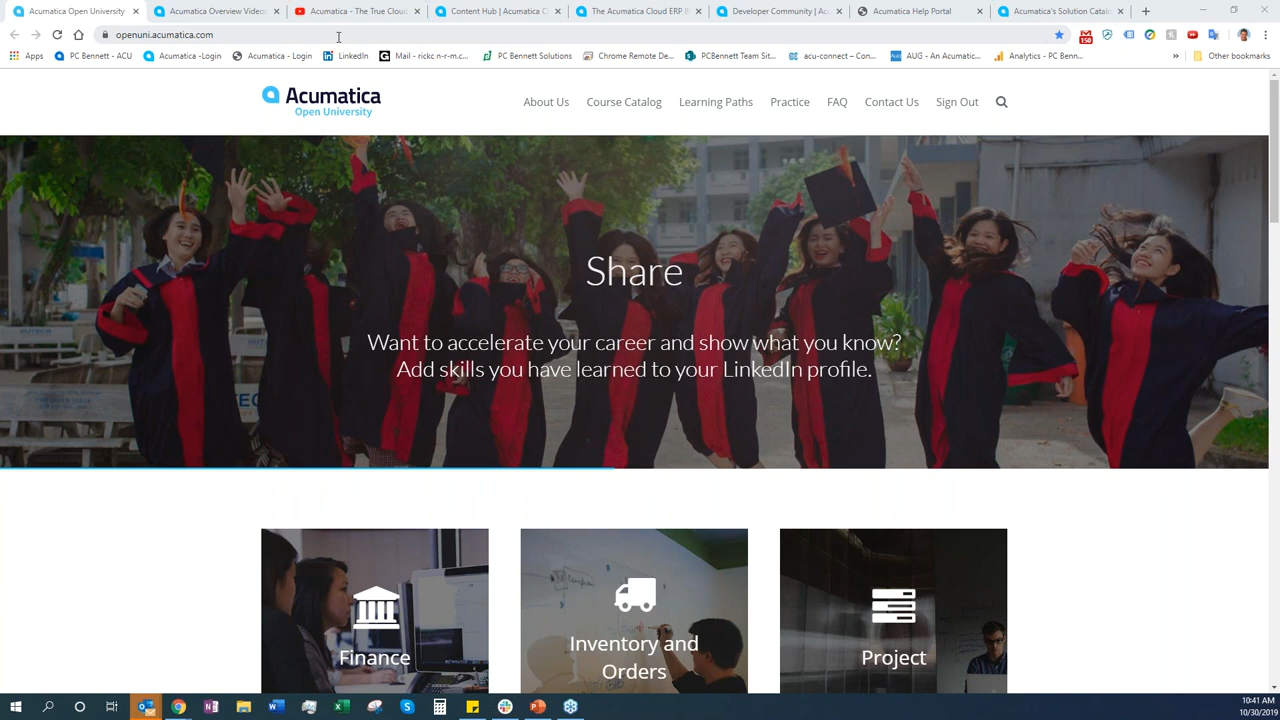 Acumatica Open University
Acumatica Overview Videos
Acumatica - The True Cloud
Content Hub | Acumatica C
The Acumatica Cloud ERP B
Developer Community | Acu
Acumatica Help Portal
Acumatica's Solution Catalo
openuni.acumatica.com
158
Apps
PC Bennett - ACU
Acumatica -Login
Acumatica - Login
LinkedIn
Mail - rickc n-r-m.c...
PC Bennett Solutions
Chrome Remote De...
PCBennett Team Sit...
acu-connect – Con...
AUG - An Acumatic...
Analytics - PC Benn...
»
Other bookmarks
Acumatica
Open University
About Us
Course Catalog
Learning Paths
Practice
FAQ
Contact Us
Sign Out
Share
Want to accelerate your career and show what you know?
Add skills you have learned to your LinkedIn profile.
Finance
Inventory and
Orders
Project
10:41 AM
10/30/2019